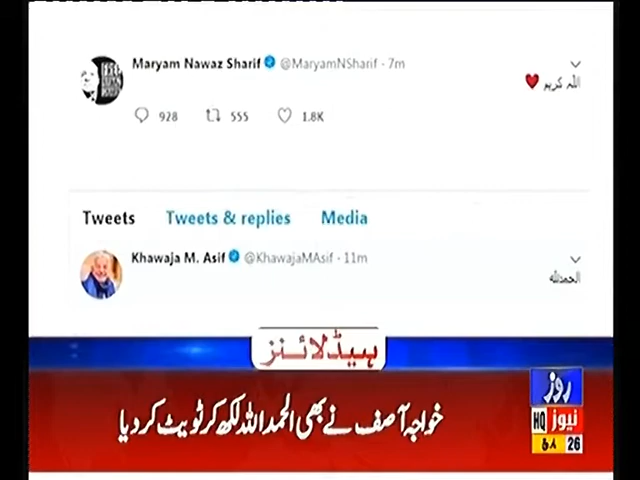 Maryam Nawaz Sharif @MaryamNSharif · 7m
اللہ کریم ❤
928 555 1.8K
Tweets Tweets & replies Media
Khawaja M. Asif @KhawajaMAsif · 11m
الحمدللہ
ہیڈلائنز
خواجہ آصف نے بھی الحمداللہ لکھ کر ٹویٹ کر دیا
روز
نیوز
HQ
26